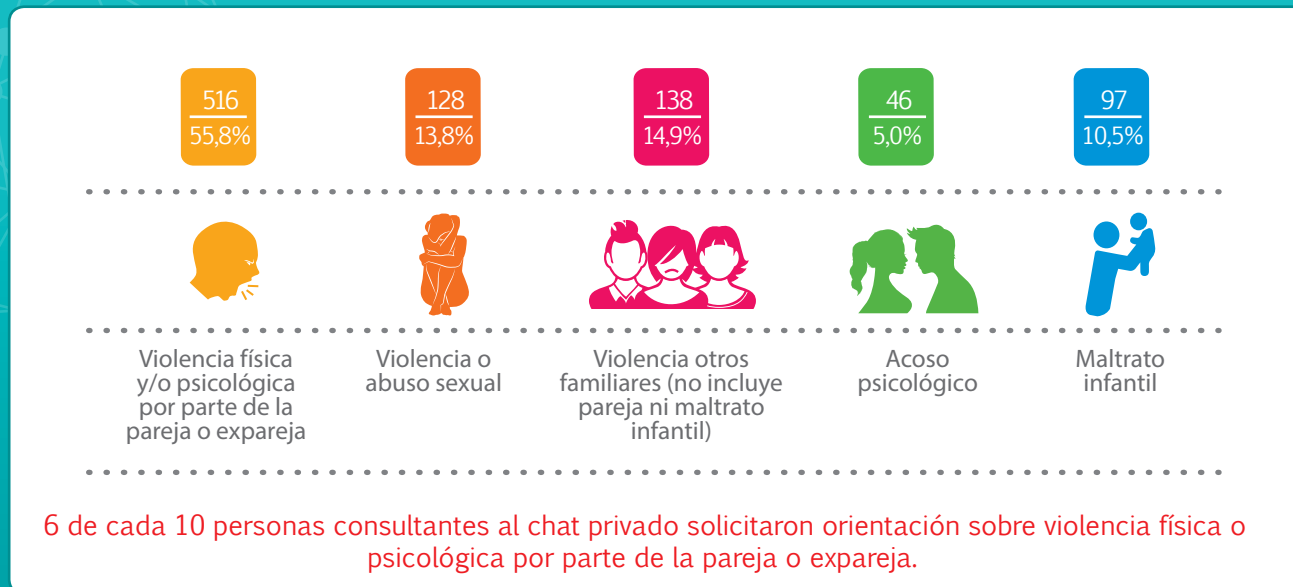 516
55,8%
128
13,8%
138
14,9%
46
5,0%
97
10,5%
Violencia física
y/o psicológica
por parte de la
pareja o expareja
Violencia o
abuso sexual
Violencia otros
familiares (no incluye
pareja ni maltrato
infantil)
Acoso
psicológico
Maltrato
infantil
6 de cada 10 personas consultantes al chat privado solicitaron orientación sobre violencia física o
psicológica por parte de la pareja o expareja.